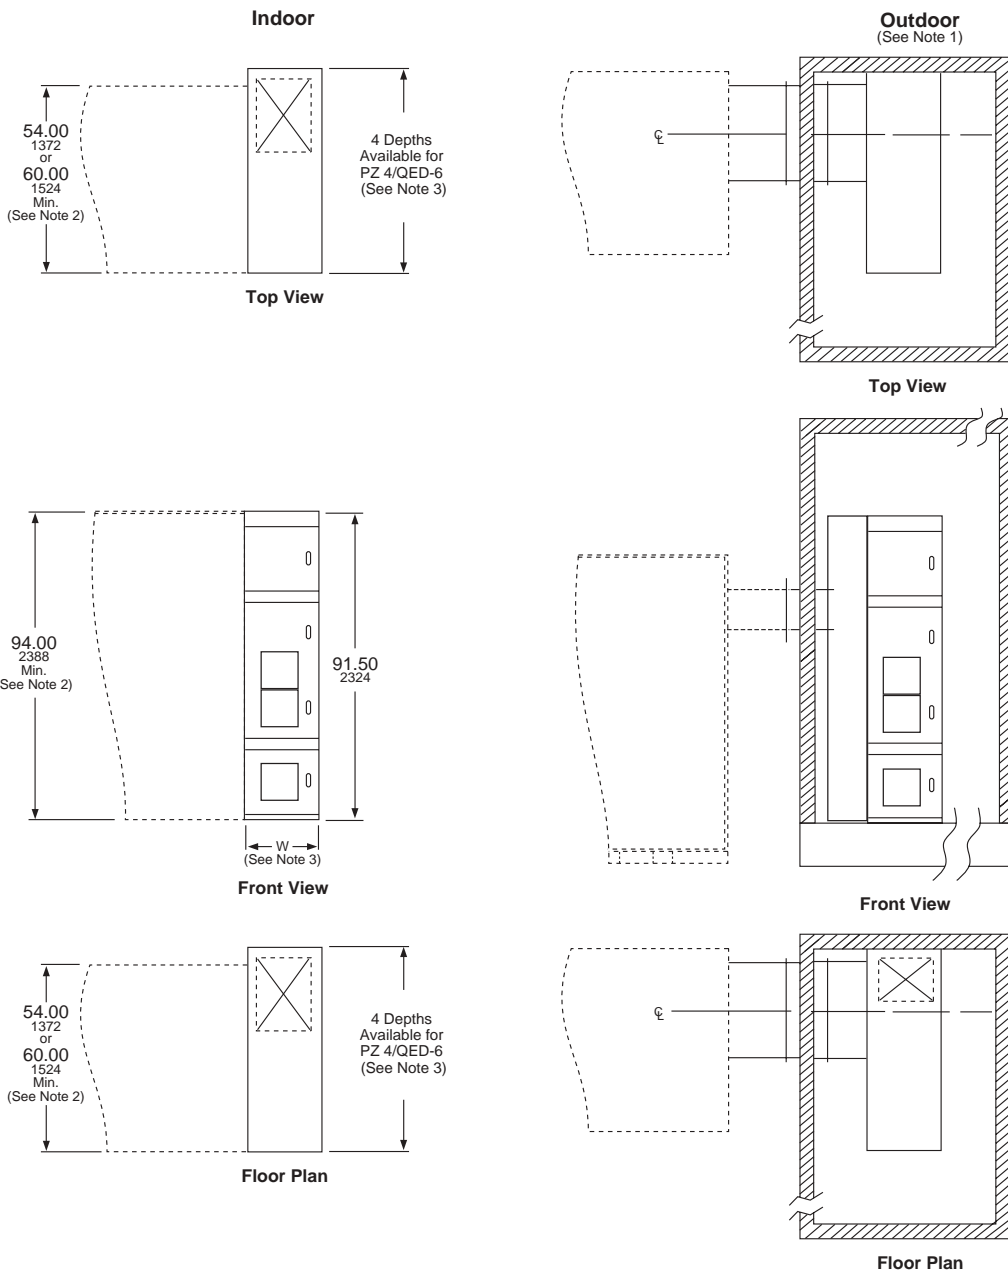 Indoor
Outdoor
(See Note 1)
54.00
1372
or
60.00
1524
Min.
(See Note 2)
4 Depths
Available for
PZ 4/QED-6
(See Note 3)
℄
Top View
Top View
94.00
2388
Min.
See Note 2)
91.50
2324
W
(See Note 3)
Front View
Front View
54.00
1372
or
60.00
1524
Min.
(See Note 2)
4 Depths
Available for
PZ 4/QED-6
(See Note 3)
℄
Floor Plan
Floor Plan